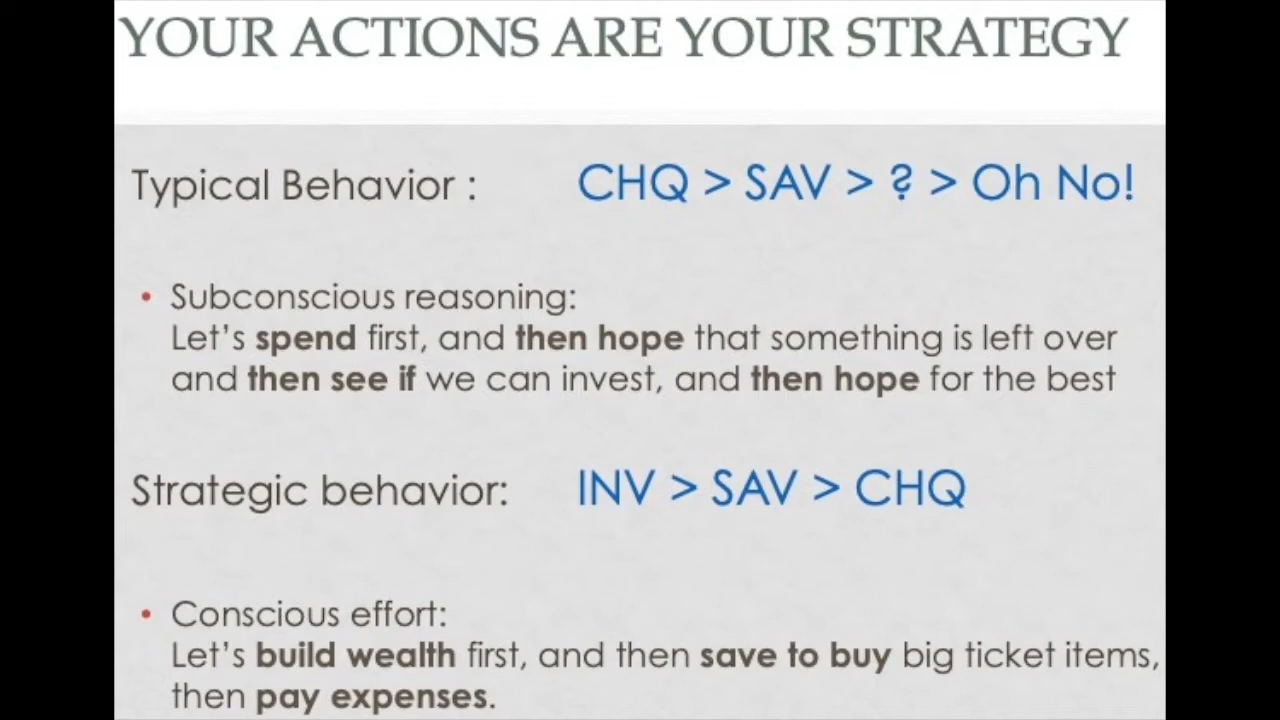 YOUR ACTIONS ARE YOUR STRATEGY
Typical Behavior : CHQ > SAV > ? > Oh No!
• Subconscious reasoning:
Let's spend first, and then hope that something is left over
and then see if we can invest, and then hope for the best
Strategic behavior: INV > SAV > CHQ
• Conscious effort:
Let's build wealth first, and then save to buy big ticket items,
then pay expenses.